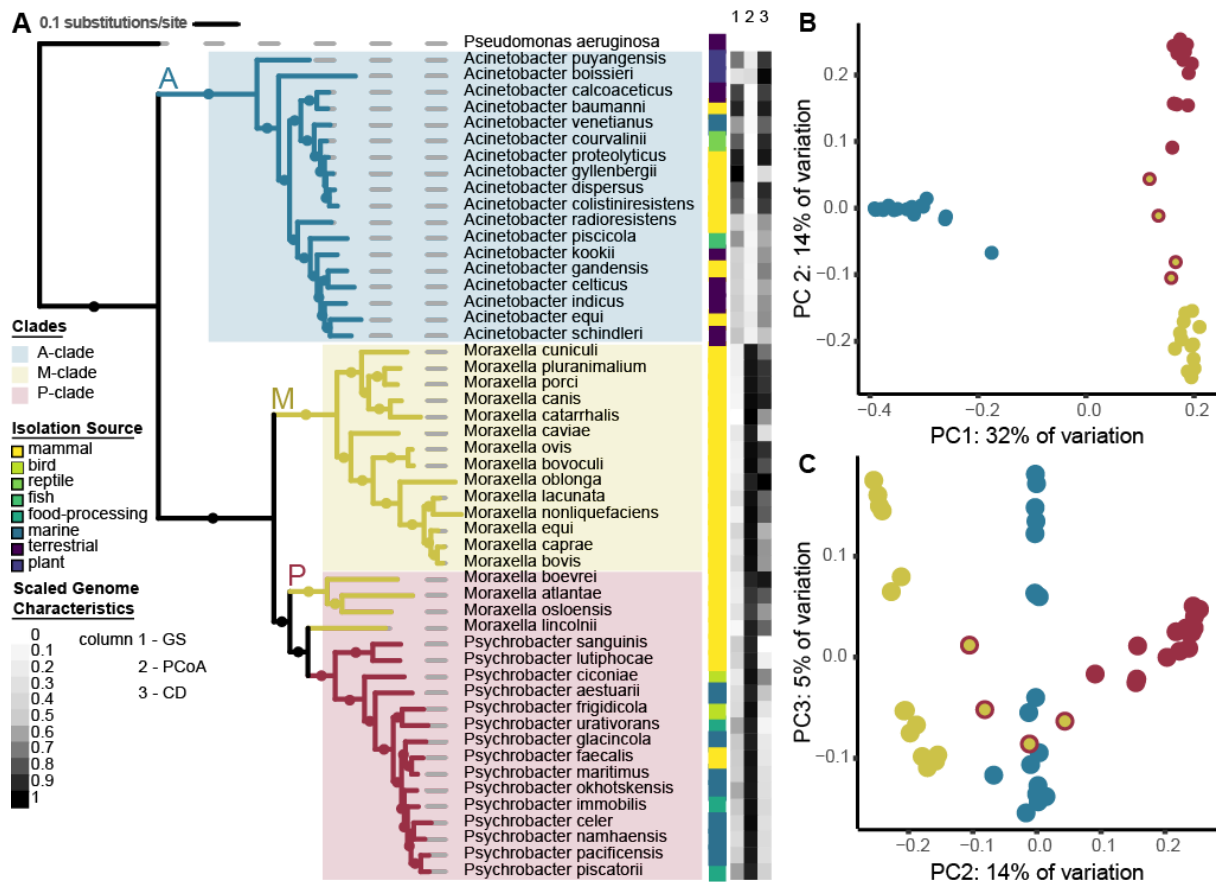 A
0.1 substitutions/site
1 2 3
Pseudomonas aeruginosa
Acinetobacter puyangensis
Acinetobacter boissieri
Acinetobacter calcoaceticus
Acinetobacter baumanni
Acinetobacter venetianus
Acinetobacter courvalinii
Acinetobacter proteolyticus
Acinetobacter gyllenbergii
Acinetobacter dispersus
Acinetobacter colistiniresistens
Acinetobacter radioresistens
Acinetobacter piscicola
Acinetobacter kookii
Acinetobacter gandensis
Acinetobacter celticus
Acinetobacter indicus
Acinetobacter equi
Acinetobacter schindleri
Moraxella cuniculi
Moraxella pluranimalium
Moraxella porci
Moraxella canis
Moraxella catarrhalis
Moraxella caviae
Moraxella ovis
Moraxella bovoculi
Moraxella oblonga
Moraxella lacunata
Moraxella nonliquefaciens
Moraxella equi
Moraxella caprae
Moraxella bovis
Moraxella boevrei
Moraxella atlantae
Moraxella osloensis
Moraxella lincolnii
Psychrobacter sanguinis
Psychrobacter lutiphocae
Psychrobacter ciconiae
Psychrobacter aestuarii
Psychrobacter frigidicola
Psychrobacter urativorans
Psychrobacter glacincola
Psychrobacter faecalis
Psychrobacter maritimus
Psychrobacter okhotskensis
Psychrobacter immobilis
Psychrobacter celer
Psychrobacter namhaensis
Psychrobacter pacificensis
Psychrobacter piscatorii
A
M
P
Clades
A-clade
M-clade
P-clade
Isolation Source
mammal
bird
reptile
fish
food-processing
marine
terrestrial
plant
Scaled Genome
Characteristics
0
0.1
0.2
0.3
0.4
0.5
0.6
0.7
0.8
0.9
1
column 1 - GS
2 - PCoA
3 - CD
B
PC 2: 14% of variation
0.2
0.1
0.0
−0.1
−0.2
−0.4
−0.2
0.0
0.2
PC1: 32% of variation
C
PC3: 5% of variation
0.1
0.0
−0.1
−0.2
−0.1
0.0
0.1
0.2
PC2: 14% of variation